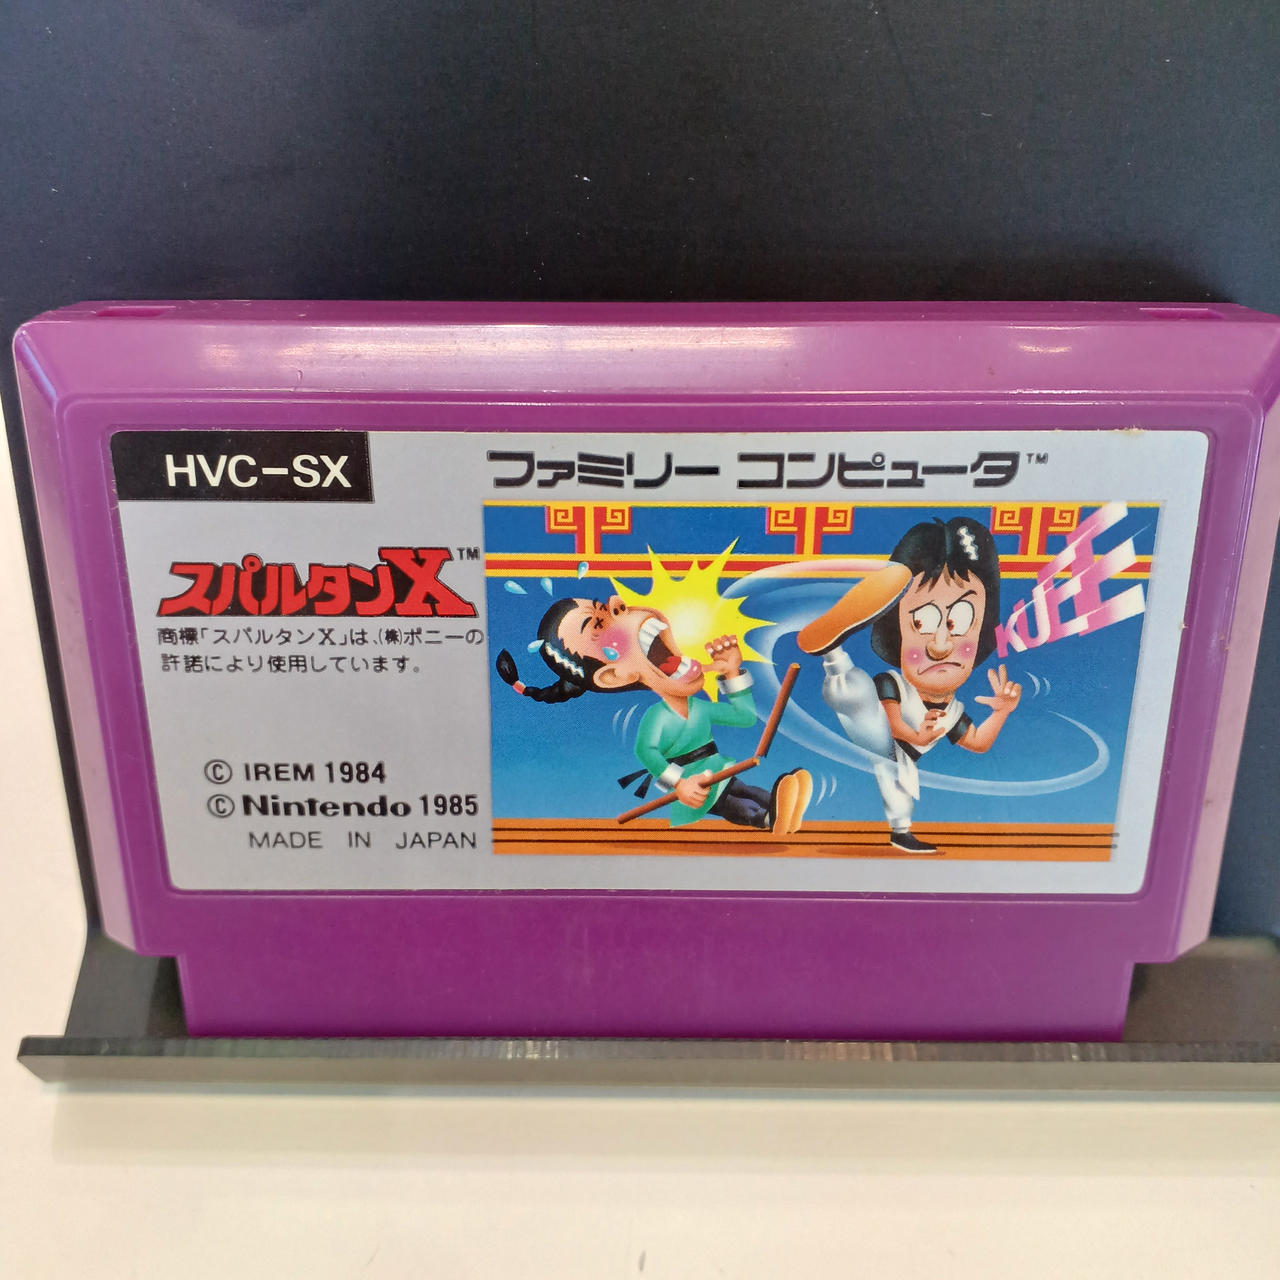 HVC-SX
ファミリー コンピュータ™
スパルタンX™
商標「スパルタンX」は、(株)ポニーの
許諾により使用しています。
© IREM 1984
© Nintendo 1985
MADE IN JAPAN
KUEEE